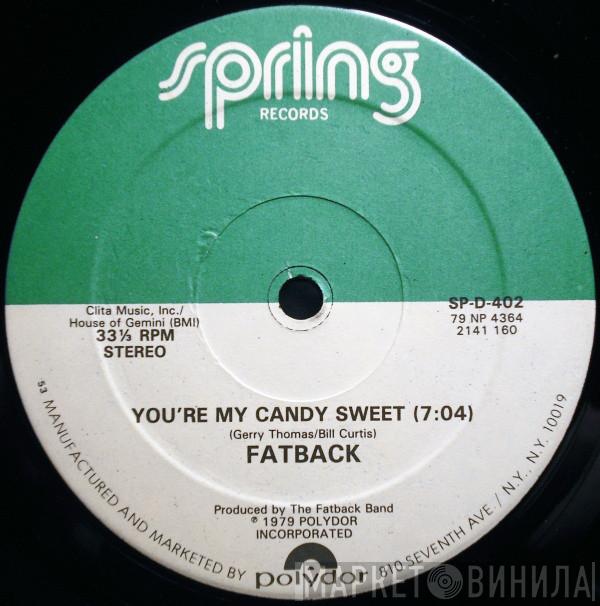 spring
RECORDS
Clita Music, Inc./
House of Gemini (BMI)
33⅓ RPM
STEREO
SP-D-402
79 NP 4364
2141 160
YOU'RE MY CANDY SWEET (7:04)
(Gerry Thomas/Bill Curtis)
FATBACK
Produced by The Fatback Band
℗ 1979 POLYDOR
INCORPORATED
53 MANUFACTURED AND MARKETED BY polydor 810 SEVENTH AVE./ N.Y., N.Y. 10019
МАРКЕТ ВИНИЛА